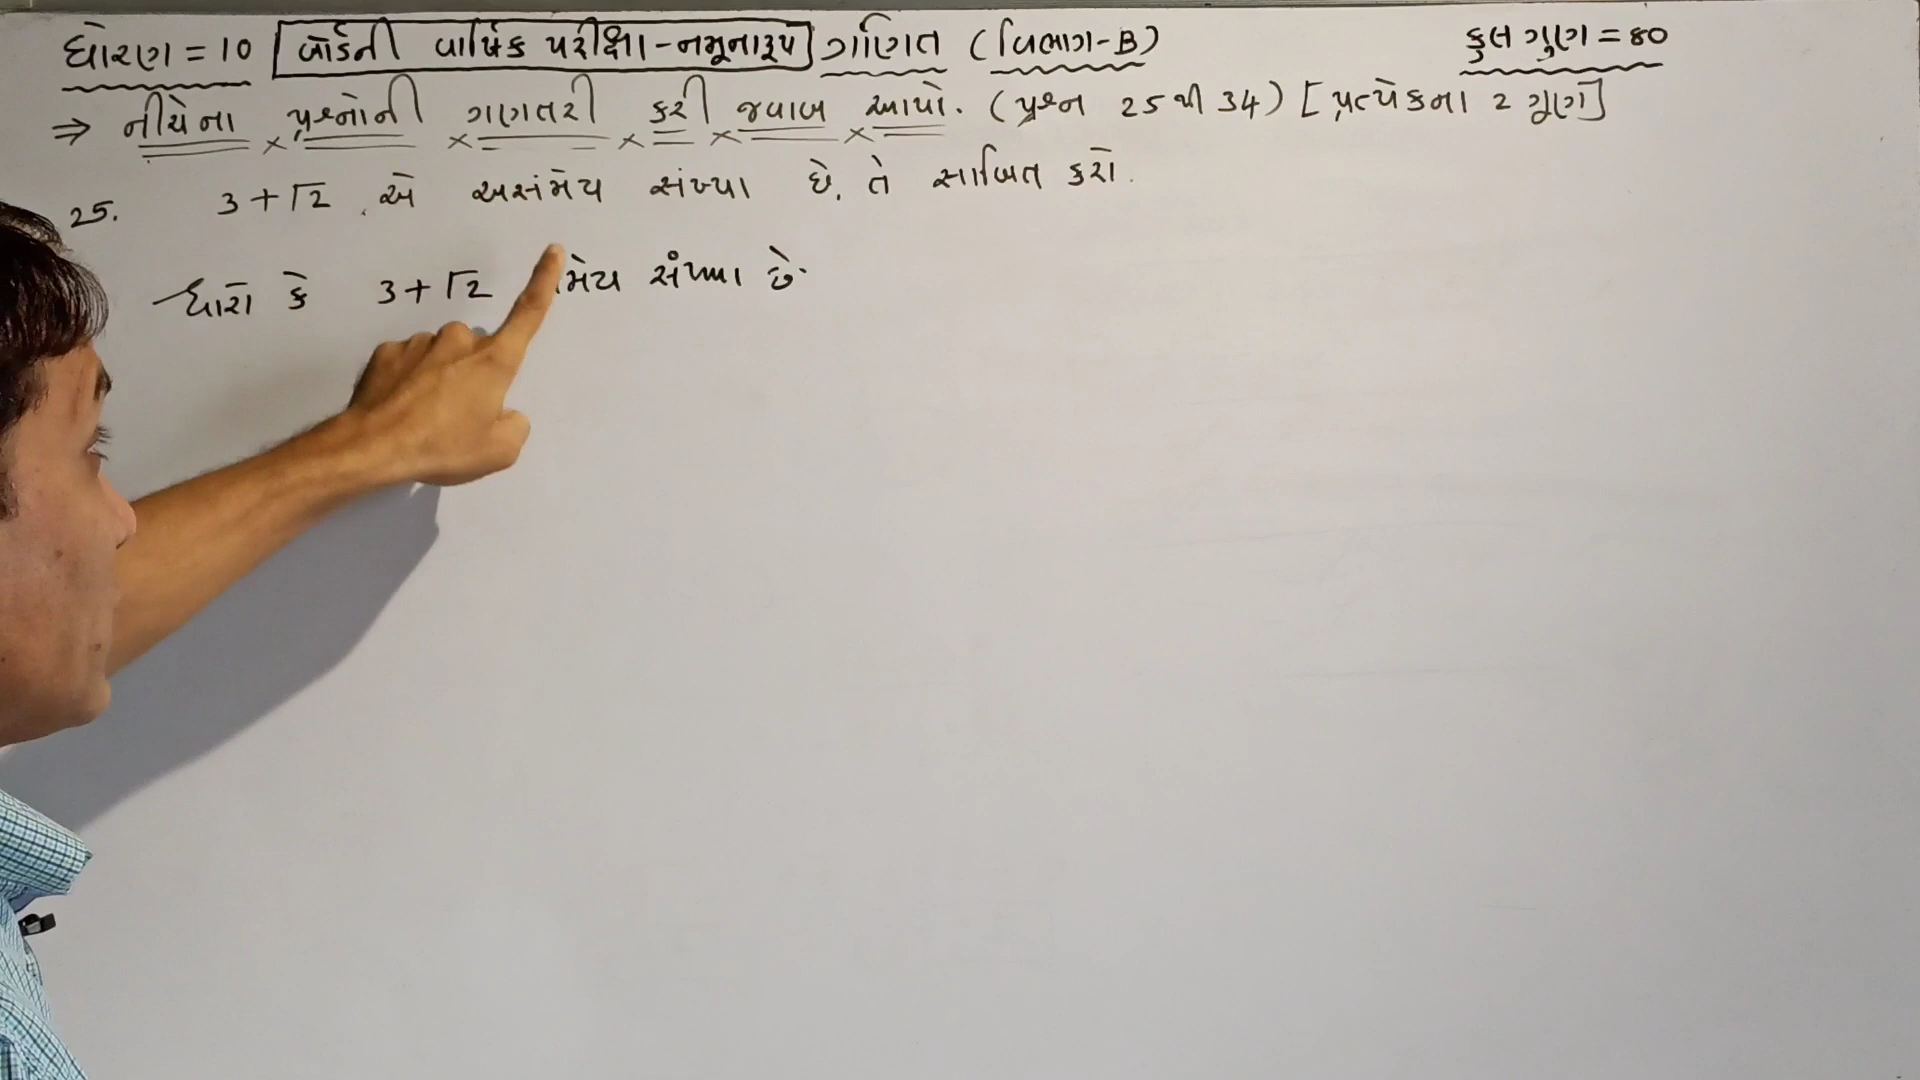 ધોરણ = 10 બોર્ડની વાર્ષિક પરીક્ષા - નમૂનારૂપ ગણિત (વિભાગ-B) કુલ ગુણ = 80
⇒ નીચેના × પ્રશ્નોની × ગણતરી × કરી × જવાબ × આપો. (પ્રશ્ન 25 થી 34) [પ્રત્યેકના 2 ગુણ]
25. 3+√2 એ અસંમેય સંખ્યા છે. તે સાબિત કરો.
ધારો કે 3+√2 મેય સંખ્યા છે.